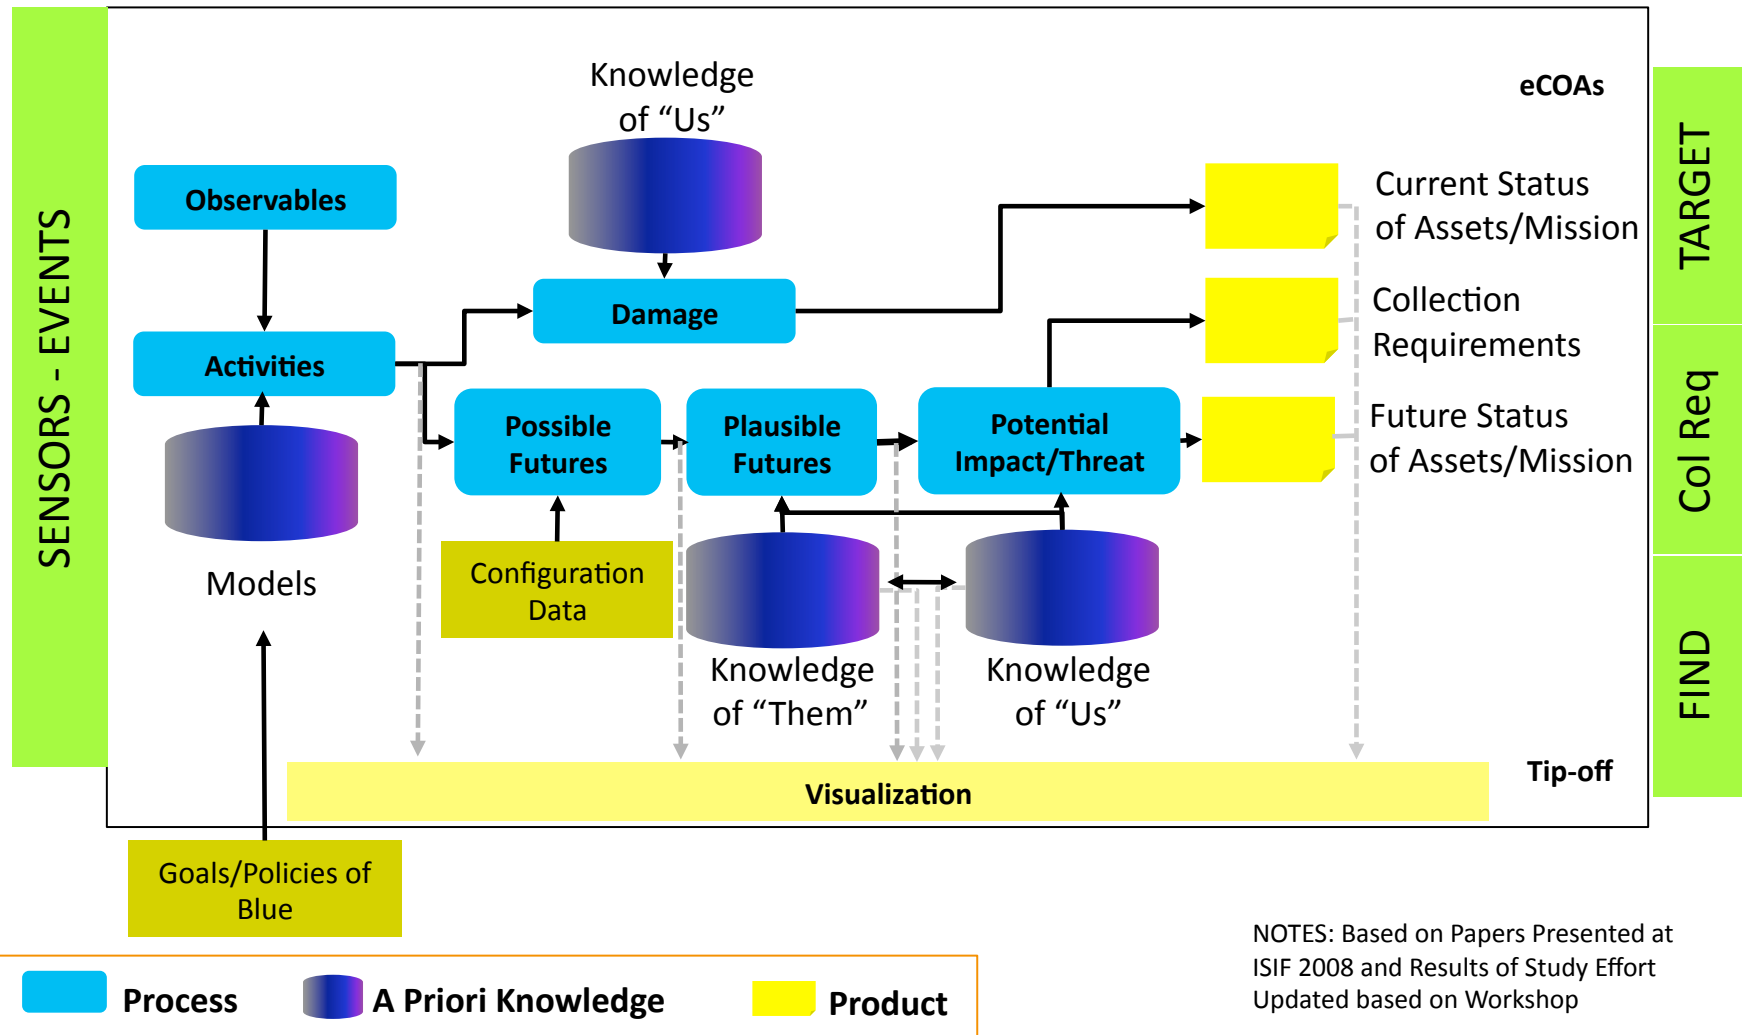 SENSORS - EVENTS
Knowledge
of “Us”
eCOAs
Observables
Current Status
of Assets/Mission
TARGET
Damage
Collection
Requirements
Activities
Possible
Futures
Plausible
Futures
Potential
Impact/Threat
Future Status
of Assets/Mission
Col Req
Models
Configuration
Data
Knowledge
of “Them”
Knowledge
of “Us”
FIND
Tip-off
Visualization
Goals/Policies of
Blue
NOTES: Based on Papers Presented at
ISIF 2008 and Results of Study Effort
Updated based on Workshop
Process
A Priori Knowledge
Product